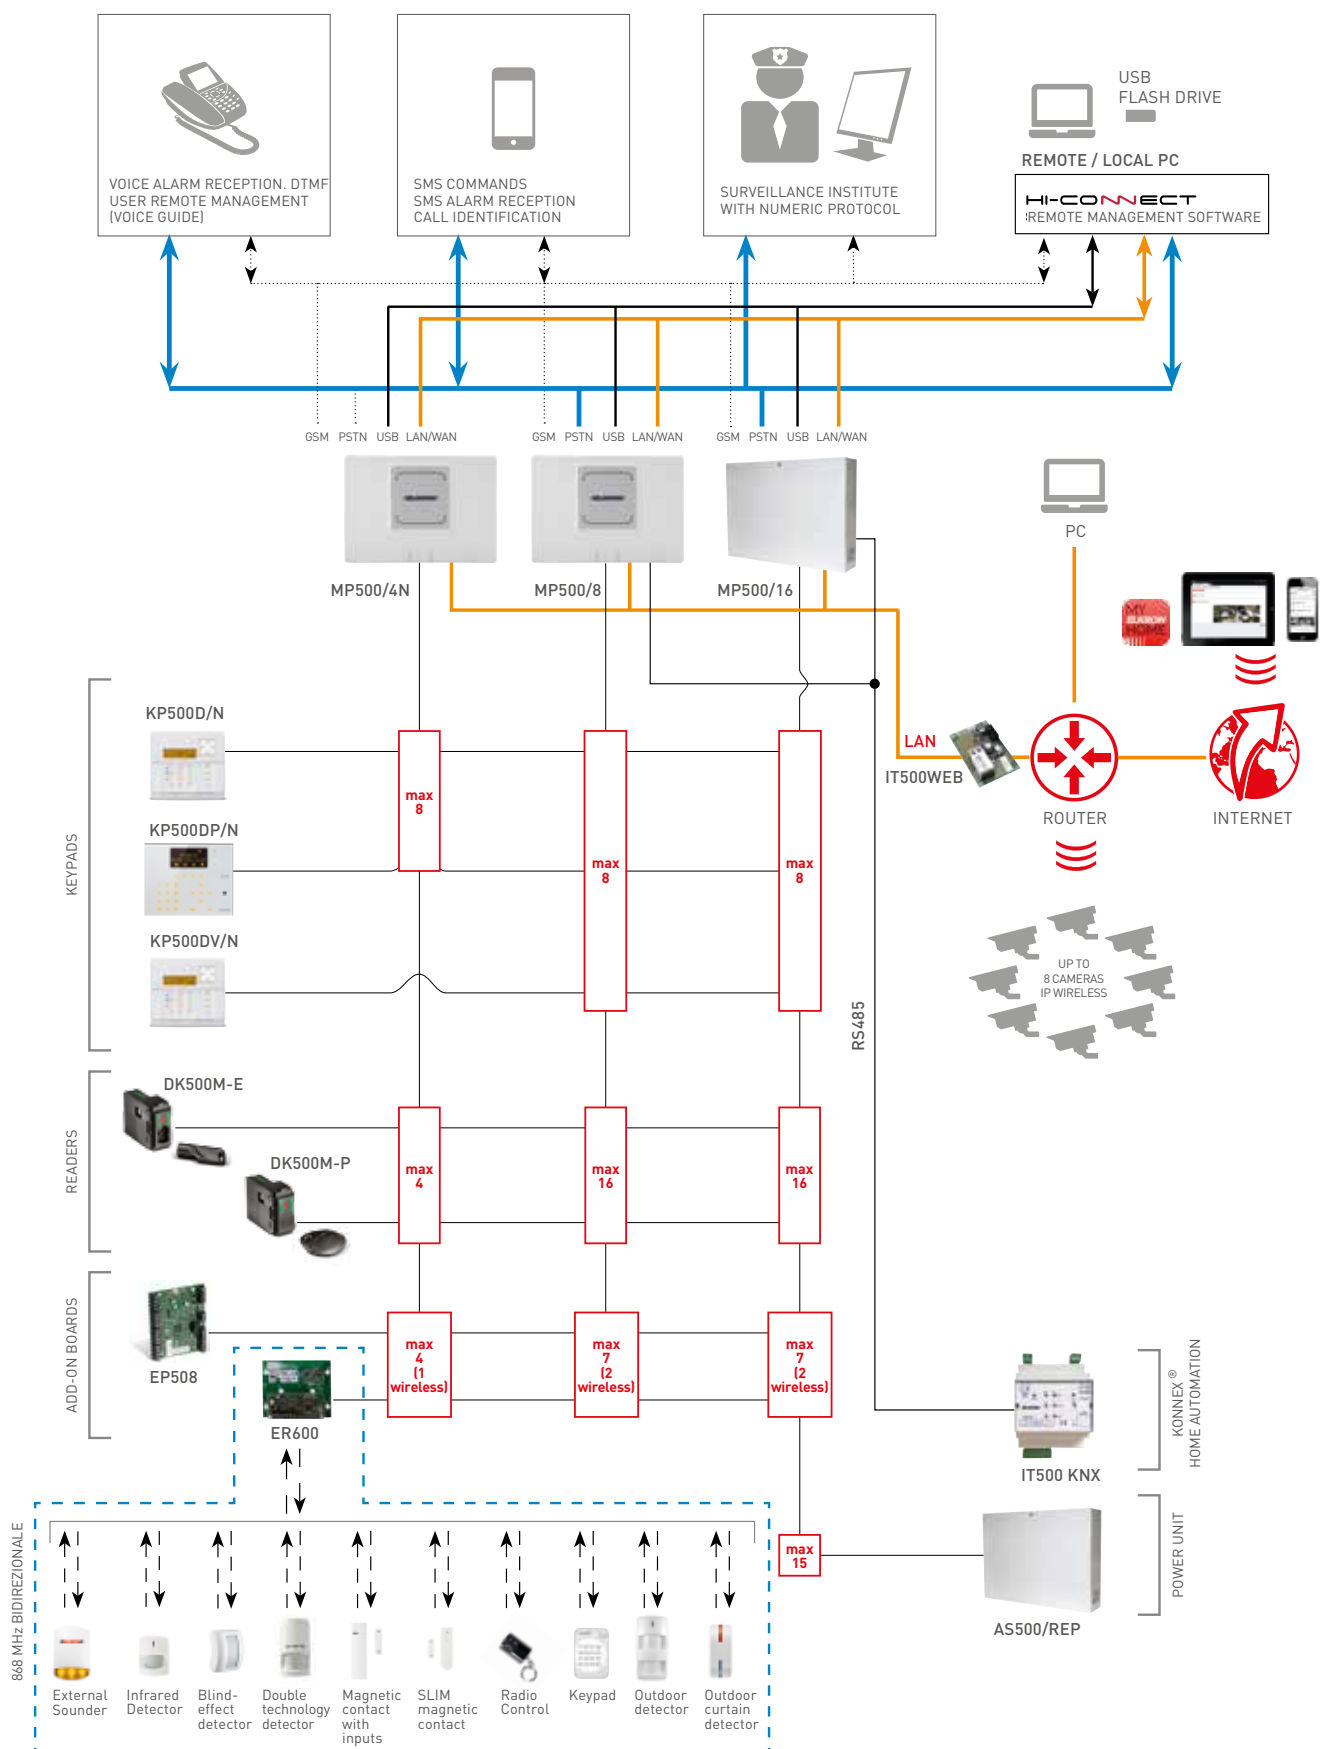 USB
FLASH DRIVE
REMOTE / LOCAL PC
VOICE ALARM RECEPTION. DTMF
USER REMOTE MANAGEMENT
(VOICE GUIDE)
SMS COMMANDS
SMS ALARM RECEPTION
CALL IDENTIFICATION
SURVEILLANCE INSTITUTE
WITH NUMERIC PROTOCOL
HI-CONNECT
REMOTE MANAGEMENT SOFTWARE
GSM PSTN USB LAN/WAN
GSM PSTN USB LAN/WAN
GSM PSTN USB LAN/WAN
PC
MP500/4N
MP500/8
MP500/16
MY
ELKRON
HOME
KEYPADS
KP500D/N
max
8
KP500DP/N
max
8
max
8
KP500DV/N
LAN
IT500WEB
ROUTER
INTERNET
UP TO
8 CAMERAS
IP WIRELESS
RS485
READERS
DK500M-E
DK500M-P
max
4
max
16
max
16
ADD-ON BOARDS
EP508
ER600
max
4
(1
wireless)
max
7
(2
wireless)
max
7
(2
wireless)
KONNEX ®
HOME AUTOMATION
IT500 KNX
max
15
POWER UNIT
AS500/REP
868 MHz BIDIREZIONALE
External
Sounder
Infrared
Detector
Blind-
effect
detector
Double
technology
detector
Magnetic
contact
with
inputs
SLIM
magnetic
contact
Radio
Control
Keypad
Outdoor
detector
Outdoor
curtain
detector